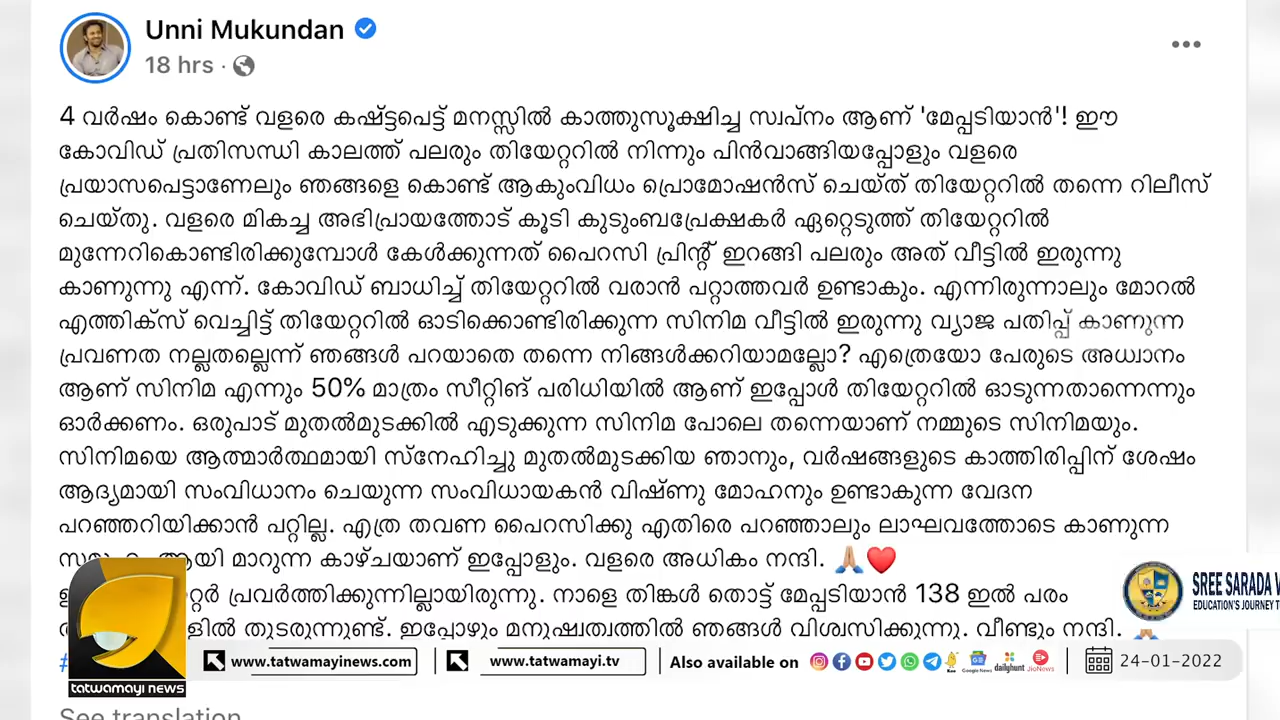 Unni Mukundan
18 hrs ·
4 വർഷം കൊണ്ട് വളരെ കഷ്ട്ടപെട്ട് മനസ്സിൽ കാത്തുസൂക്ഷിച്ച സ്വപ്നം ആണ് 'മേപ്പടിയാൻ'! ഈ
കോവിഡ് പ്രതിസന്ധി കാലത്ത് പലരും തിയേറ്ററിൽ നിന്നും പിൻവാങ്ങിയപ്പോളും വളരെ
പ്രയാസപെട്ടാണേലും ഞങ്ങളെ കൊണ്ട് ആകുംവിധം പ്രൊമോഷൻസ് ചെയ്ത് തിയേറ്ററിൽ തന്നെ റിലീസ്
ചെയ്തു. വളരെ മികച്ച അഭിപ്രായത്തോട് കൂടി കുടുംബപ്രേക്ഷകർ ഏറ്റെടുത്ത് തിയേറ്ററിൽ
മുന്നേറികൊണ്ടിരിക്കുമ്പോൾ കേൾക്കുന്നത് പൈറസി പ്രിന്റ് ഇറങ്ങി പലരും അത് വീട്ടിൽ ഇരുന്നു
കാണുന്നു എന്ന്. കോവിഡ് ബാധിച്ച് തിയേറ്ററിൽ വരാൻ പറ്റാത്തവർ ഉണ്ടാകും. എന്നിരുന്നാലും മോറൽ
എത്തിക്സ് വെച്ചിട്ട് തിയേറ്ററിൽ ഓടിക്കൊണ്ടിരിക്കുന്ന സിനിമ വീട്ടിൽ ഇരുന്നു വ്യാജ പതിപ്പ് കാണുന്ന
പ്രവണത നല്ലതല്ലെന്ന് ഞങ്ങൾ പറയാതെ തന്നെ നിങ്ങൾക്കറിയാമല്ലോ? എത്രെയോ പേരുടെ അധ്വാനം
ആണ് സിനിമ എന്നും 50% മാത്രം സീറ്റിങ് പരിധിയിൽ ആണ് ഇപ്പോൾ തിയേറ്ററിൽ ഓടുന്നതാന്നെന്നും
ഓർക്കണം. ഒരുപാട് മുതൽമുടക്കിൽ എടുക്കുന്ന സിനിമ പോലെ തന്നെയാണ് നമ്മുടെ സിനിമയും.
സിനിമയെ ആത്മാർത്ഥമായി സ്നേഹിച്ചു മുതൽമുടക്കിയ ഞാനും, വർഷങ്ങളുടെ കാത്തിരിപ്പിന് ശേഷം
ആദ്യമായി സംവിധാനം ചെയുന്ന സംവിധായകൻ വിഷ്ണു മോഹനും ഉണ്ടാകുന്ന വേദന
പറഞ്ഞറിയിക്കാൻ പറ്റില്ല. എത്ര തവണ പൈറസിക്കു എതിരെ പറഞ്ഞാലും ലാഘവത്തോടെ കാണുന്ന
ആയി മാറുന്ന കാഴ്ചയാണ് ഇപ്പോളും. വളരെ അധികം നന്ദി. 🙏🏼❤️
പ്രവർത്തിക്കുന്നില്ലായിരുന്നു. നാളെ തിങ്കൾ തൊട്ട് മേപ്പടിയാൻ 138 ഇൽ പരം
തുടരുന്നുണ്ട്. ഇപ്പോഴും മനുഷ്യത്വത്തിൽ ഞങ്ങൾ വിശ്വസിക്കുന്നു. വീണ്ടും നന്ദി. 🙏🏼
See translation
SREE SARADA
EDUCATION'S JOURNEY
tatwamayi news
www.tatwamayinews.com
www.tatwamayi.tv
Also available on
Koo
Google News
dailyhunt
JioNews
24-01-2022